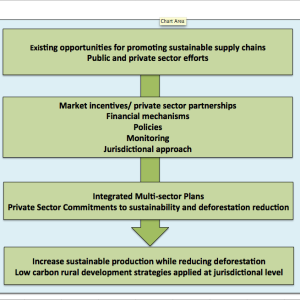 Chart Area
Existing opportunities for promoting sustainable supply chains
Public and private sector efforts
Market incentives/ private sector partnerships
Financial mechanisms
Policies
Monitoring
Jurisdictional approach
Integrated Multi-sector Plans
Private Sector Commitments to sustainability and deforestation reduction
Increase sustainable production while reducing deforestation
Low carbon rural development strategies applied at jurisdictional level